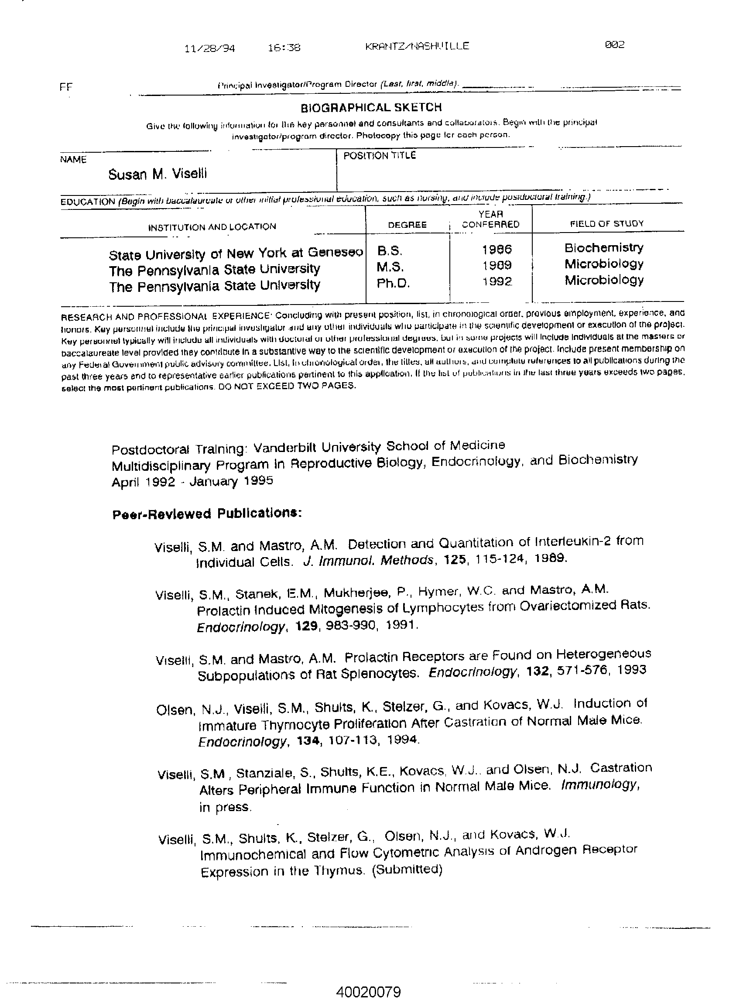 11/28/94 16:38 KRANTZ/NASHVILLE 002
FF Principal Investigator/Program Director (Last, first, middle):
BIOGRAPHICAL SKETCH
Give the following information for the key personnel and consultants and collaborators. Begin with the principal
investigator/program director. Photocopy this page for each person.
NAME POSITION TITLE
Susan M. Viselli
EDUCATION (Begin with baccalaureate or other initial professional education, such as nursing, and include postdoctoral training.)
INSTITUTION AND LOCATION DEGREE YEAR CONFERRED FIELD OF STUDY
State University of New York at Geneseo B.S. 1986 Biochemistry
The Pennsylvania State University M.S. 1989 Microbiology
The Pennsylvania State University Ph.D. 1992 Microbiology
RESEARCH AND PROFESSIONAL EXPERIENCE: Concluding with present position, list, in chronological order, previous employment, experience, and
honors. Key personnel include the principal investigator and any other individuals who participate in the scientific development or execution of the project.
Key personnel typically will include all individuals with doctoral or other professional degrees, but in some projects will include individuals at the masters or
baccalaureate level provided they contribute in a substantive way to the scientific development or execution of the project. Include present membership on
any Federal Government public advisory committee. List, in chronological order, the titles, all authors, and complete references to all publications during the
past three years and to representative earlier publications pertinent to this application. If the list of publications in the last three years exceeds two pages,
select the most pertinent publications. DO NOT EXCEED TWO PAGES.
Postdoctoral Training: Vanderbilt University School of Medicine
Multidisciplinary Program in Reproductive Biology, Endocrinology, and Biochemistry
April 1992 - January 1995
Peer-Reviewed Publications:
Viselli, S.M. and Mastro, A.M. Detection and Quantitation of Interleukin-2 from
Individual Cells. J. Immunol. Methods, 125, 115-124, 1989.
Viselli, S.M., Stanek, E.M., Mukherjee, P., Hymer, W.C. and Mastro, A.M.
Prolactin Induced Mitogenesis of Lymphocytes from Ovariectomized Rats.
Endocrinology, 129, 983-990, 1991.
Viselli, S.M. and Mastro, A.M. Prolactin Receptors are Found on Heterogeneous
Subpopulations of Rat Splenocytes. Endocrinology, 132, 571-576, 1993
Olsen, N.J., Viselli, S.M., Shults, K., Stelzer, G., and Kovacs, W.J. Induction of
Immature Thymocyte Proliferation After Castration of Normal Male Mice.
Endocrinology, 134, 107-113, 1994.
Viselli, S.M., Stanziale, S., Shults, K.E., Kovacs, W.J., and Olsen, N.J. Castration
Alters Peripheral Immune Function in Normal Male Mice. Immunology,
in press.
Viselli, S.M., Shults, K., Stelzer, G., Olsen, N.J., and Kovacs, W.J.
Immunochemical and Flow Cytometric Analysis of Androgen Receptor
Expression in the Thymus. (Submitted)
40020079